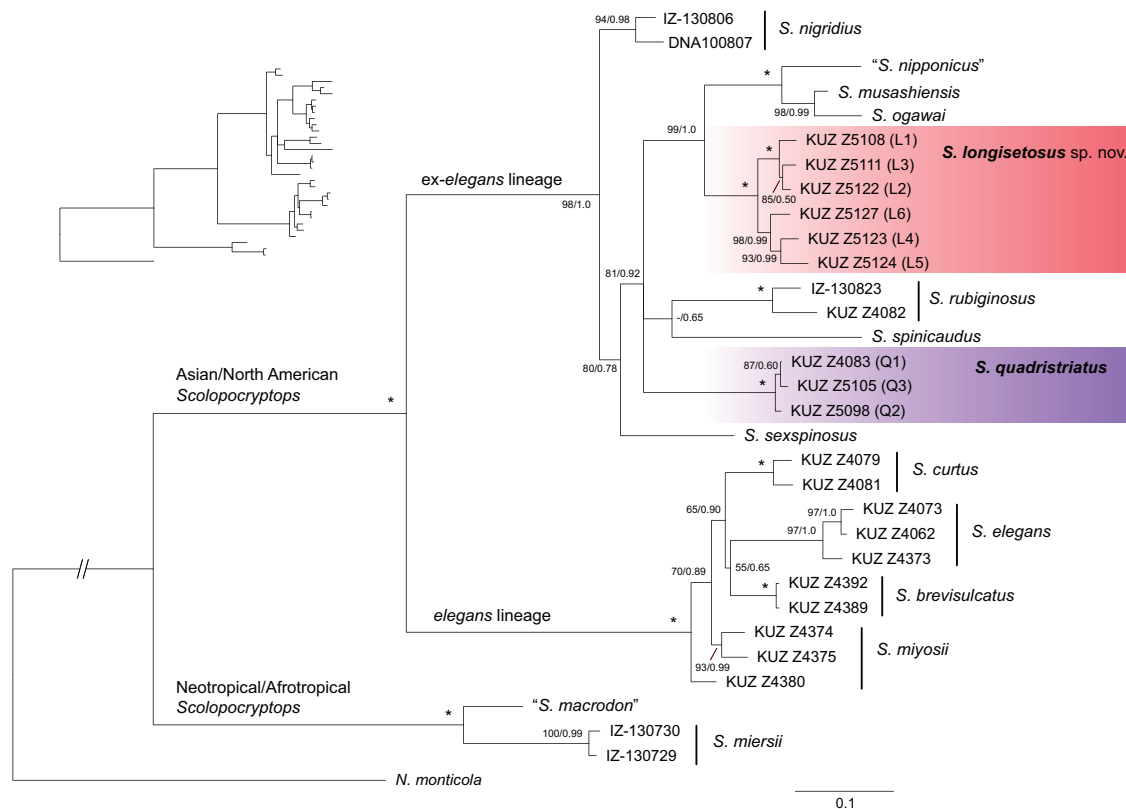 94/0.98
IZ-130806
DNA100807
S. nigridius
*
“S. nipponicus”
98/0.99
S. musashiensis
S. ogawai
99/1.0
*
*
KUZ Z5108 (L1)
S. longisetosus sp. nov.
KUZ Z5111 (L3)
85/0.50
KUZ Z5122 (L2)
KUZ Z5127 (L6)
98/0.99
KUZ Z5123 (L4)
93/0.99
KUZ Z5124 (L5)
ex-elegans lineage
98/1.0
81/0.92
*
IZ-130823
KUZ Z4082
S. rubiginosus
-/0.65
S. spinicaudus
80/0.78
87/0.60
*
KUZ Z4083 (Q1)
S. quadristriatus
KUZ Z5105 (Q3)
KUZ Z5098 (Q2)
S. sexspinosus
Asian/North American
Scolopocryptops
*
*
KUZ Z4079
KUZ Z4081
S. curtus
65/0.90
97/1.0
97/1.0
KUZ Z4073
KUZ Z4062
KUZ Z4373
S. elegans
55/0.65
70/0.89
*
KUZ Z4392
KUZ Z4389
S. brevisulcatus
elegans lineage
*
KUZ Z4374
93/0.99
KUZ Z4375
KUZ Z4380
S. miyosii
Neotropical/Afrotropical
Scolopocryptops
*
“S. macrodon”
100/0.99
IZ-130730
IZ-130729
S. miersii
N. monticola
0.1